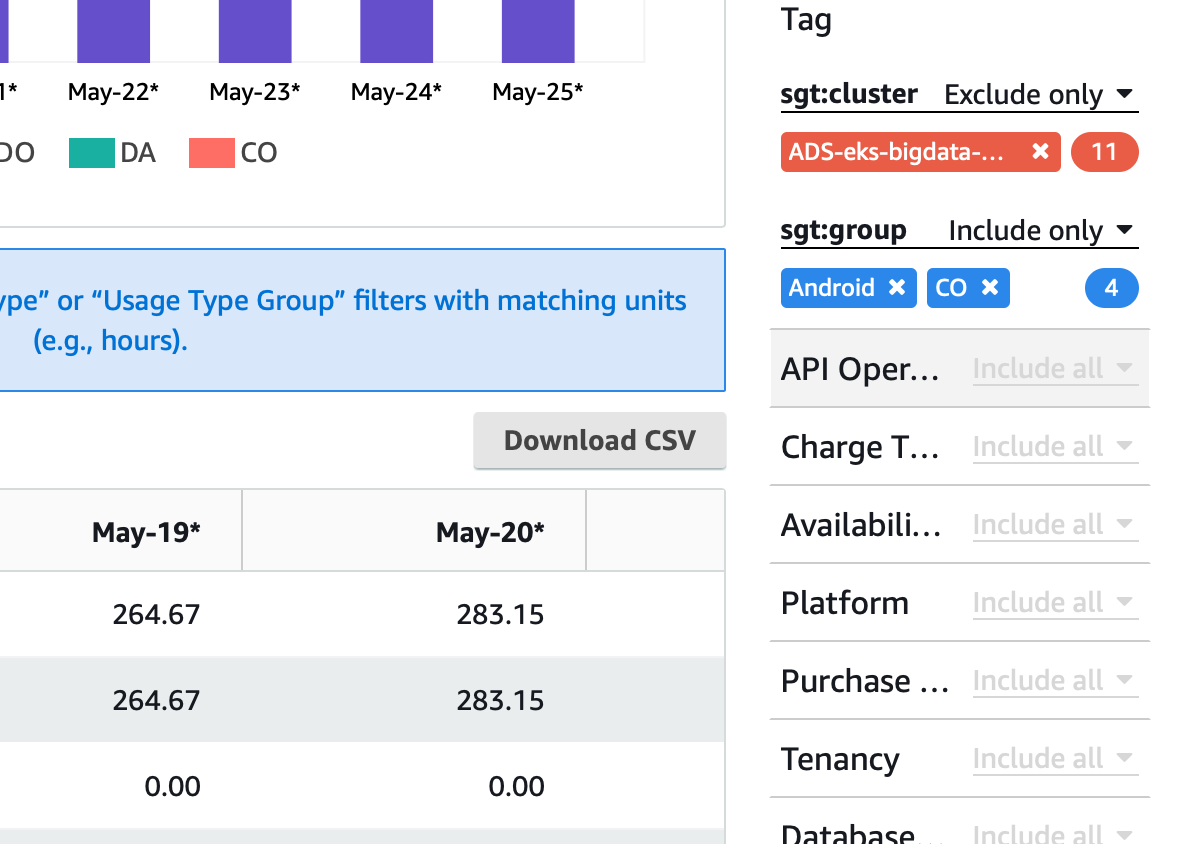 Tag
sgt:cluster Exclude only
ADS-eks-bigdata-... 11
sgt:group Include only
Android CO 4
API Oper... Include all
Charge T... Include all
Availabili... Include all
Platform Include all
Purchase ... Include all
Tenancy Include all
Database... Include all
1* May-22* May-23* May-24* May-25*
DO DA CO
ype” or “Usage Type Group” filters with matching units
(e.g., hours).
Download CSV
May-19* May-20*
264.67 283.15
264.67 283.15
0.00 0.00